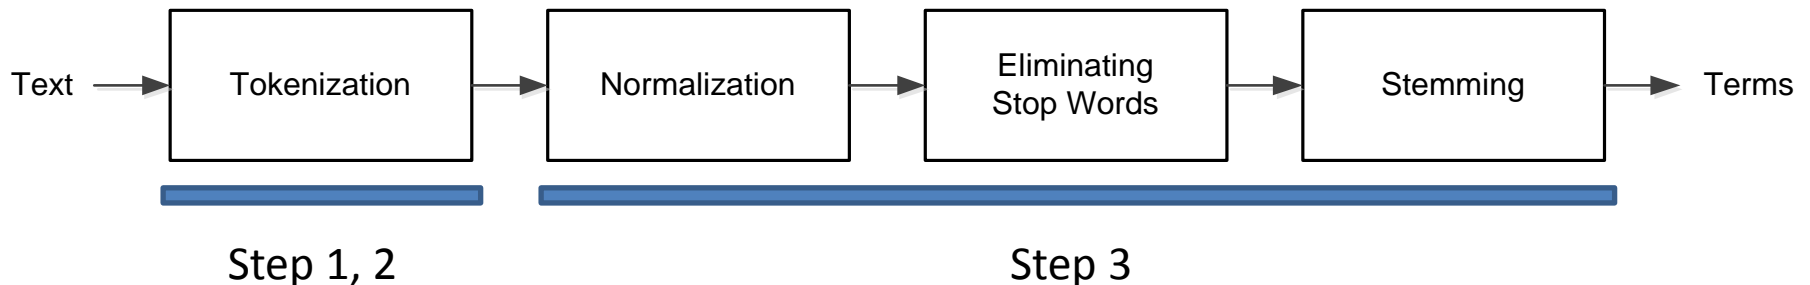 Text
Tokenization
Normalization
Eliminating
Stop Words
Stemming
Terms
Step 1, 2
Step 3